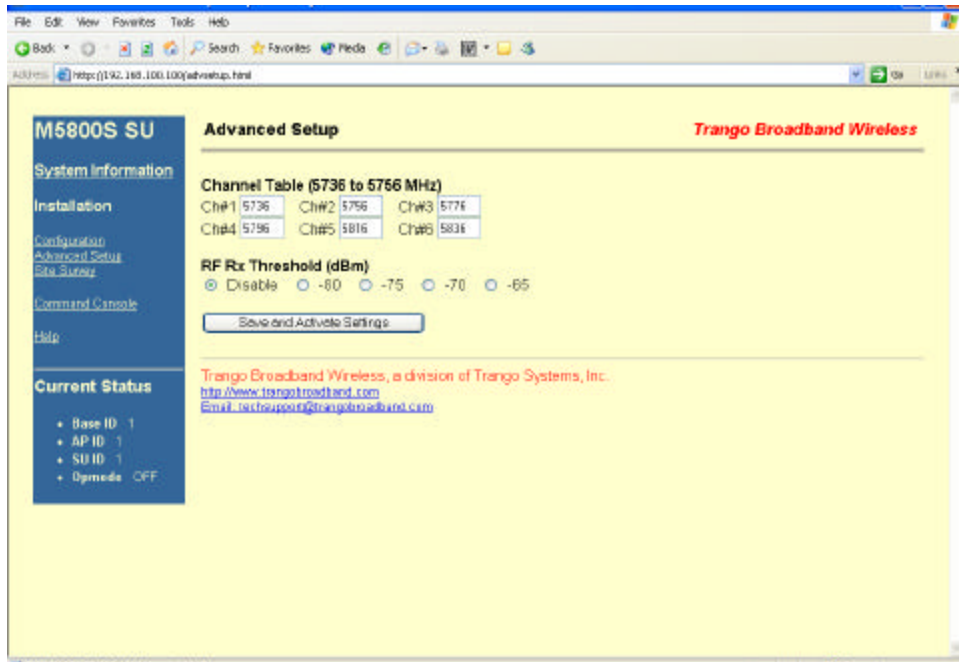 File Edit View Favorites Tools Help
Back Search Favorites Media
Address http://192.168.100.100/advsetup.html Go Links
M5800S SU
Advanced Setup
Trango Broadband Wireless
System Information
Installation
Configuration
Advanced Setup
Site Survey
Command Console
Help
Channel Table (5736 to 5756 MHz)
Ch#1 5736 Ch#2 5756 Ch#3 5776
Ch#4 5796 Ch#5 5816 Ch#6 5836
RF Rx Threshold (dBm)
Disable -80 -75 -70 -65
Save and Activate Settings
Trango Broadband Wireless, a division of Trango Systems, Inc.
http://www.trangobroadband.com
Email: techsupport@trangobroadband.com
Current Status
• Base ID 1
• AP ID 1
• SU ID 1
• Opmode OFF